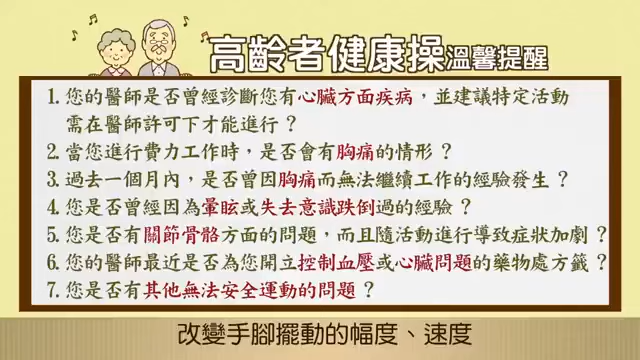 高齡者健康操溫馨提醒
1. 您的醫師是否曾經診斷您有心臟方面疾病，並建議特定活動
需在醫師許可下才能進行？
2. 當您進行費力工作時，是否會有胸痛的情形？
3. 過去一個月內，是否曾因胸痛而無法繼續工作的經驗發生？
4. 您是否曾經因為暈眩或失去意識跌倒過的經驗？
5. 您是否有關節骨骼方面的問題，而且隨活動進行導致症狀加劇？
6. 您的醫師最近是否為您開立控制血壓或心臟問題的藥物處方籤？
7. 您是否有其他無法安全運動的問題？
改變手腳擺動的幅度、速度